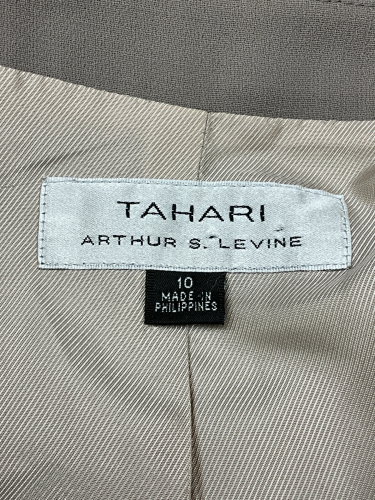 TAHARI
ARTHUR S. LEVINE
10
MADE IN
PHILIPPINES